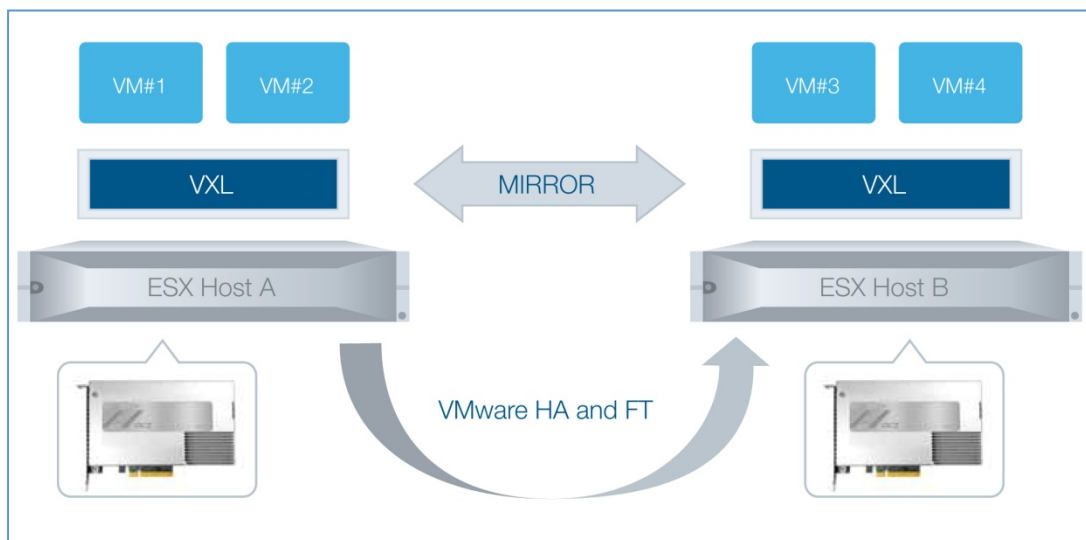 VM#1
VM#2
VM#3
VM#4
VXL
MIRROR
VXL
ESX Host A
ESX Host B
VMware HA and FT